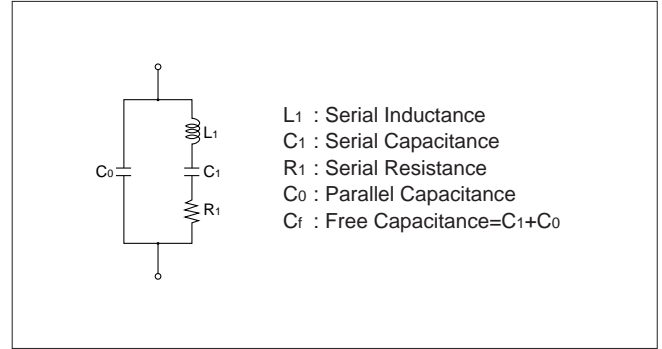 L1
C0
C1
R1
L1 : Serial Inductance
C1 : Serial Capacitance
R1 : Serial Resistance
C0 : Parallel Capacitance
Cf : Free Capacitance=C1+C0